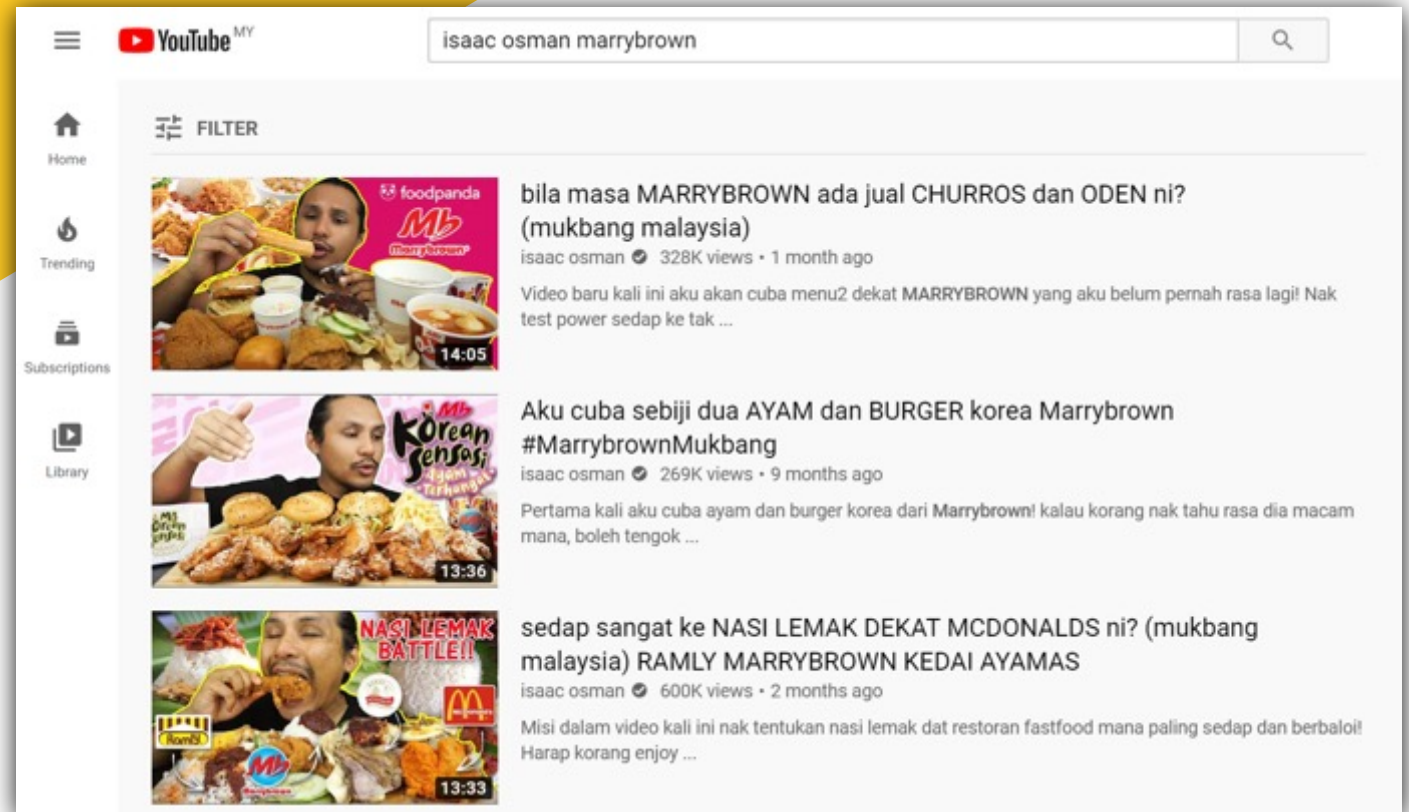 YouTube MY
isaac osman marrybrown
Home
Trending
Subscriptions
Library
FILTER
foodpanda
Mb
Marrybrown
14:05
bila masa MARRYBROWN ada jual CHURROS dan ODEN ni?
(mukbang malaysia)
isaac osman 328K views • 1 month ago
Video baru kali ini aku akan cuba menu2 dekat MARRYBROWN yang aku belum pernah rasa lagi! Nak
test power sedap ke tak ...
Mb
Korean
Sensasi
Ayam
Terhangat
13:36
Aku cuba sebiji dua AYAM dan BURGER korea Marrybrown
#MarrybrownMukbang
isaac osman 269K views • 9 months ago
Pertama kali aku cuba ayam dan burger korea dari Marrybrown! kalau korang nak tahu rasa dia macam
mana, boleh tengok ...
NASI LEMAK
BATTLE!!
Ramly
Mb
Marrybrown
13:33
sedap sangat ke NASI LEMAK DEKAT MCDONALDS ni? (mukbang
malaysia) RAMLY MARRYBROWN KEDAI AYAMAS
isaac osman 600K views • 2 months ago
Misi dalam video kali ini nak tentukan nasi lemak dat restoran fastfood mana paling sedap dan berbaloi!
Harap korang enjoy ...